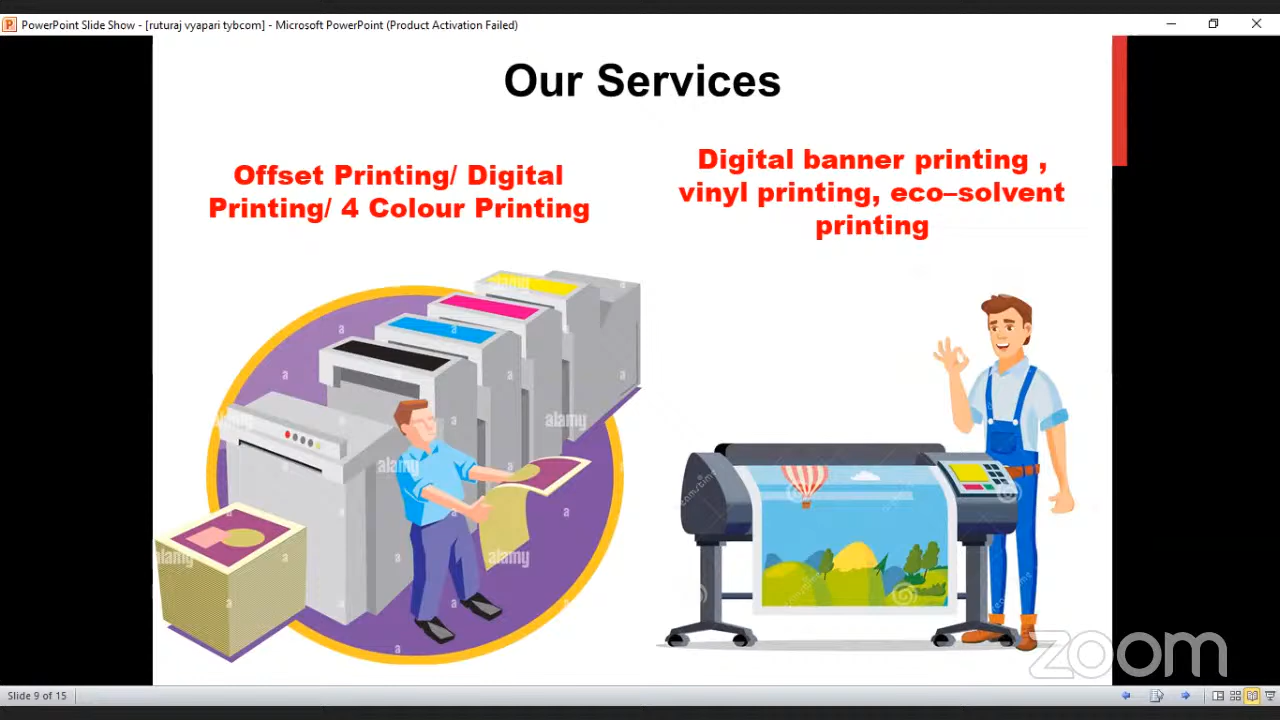 PowerPoint Slide Show - [ruturaj vyapari tybcom] - Microsoft PowerPoint (Product Activation Failed)
Our Services
Offset Printing/ Digital
Printing/ 4 Colour Printing
Digital banner printing ,
vinyl printing, eco–solvent
printing
alamy
a
a
a
a
a
alamy
alamy
a
a
alamy
alamy
a
a
a
a
zoom
Slide 9 of 15